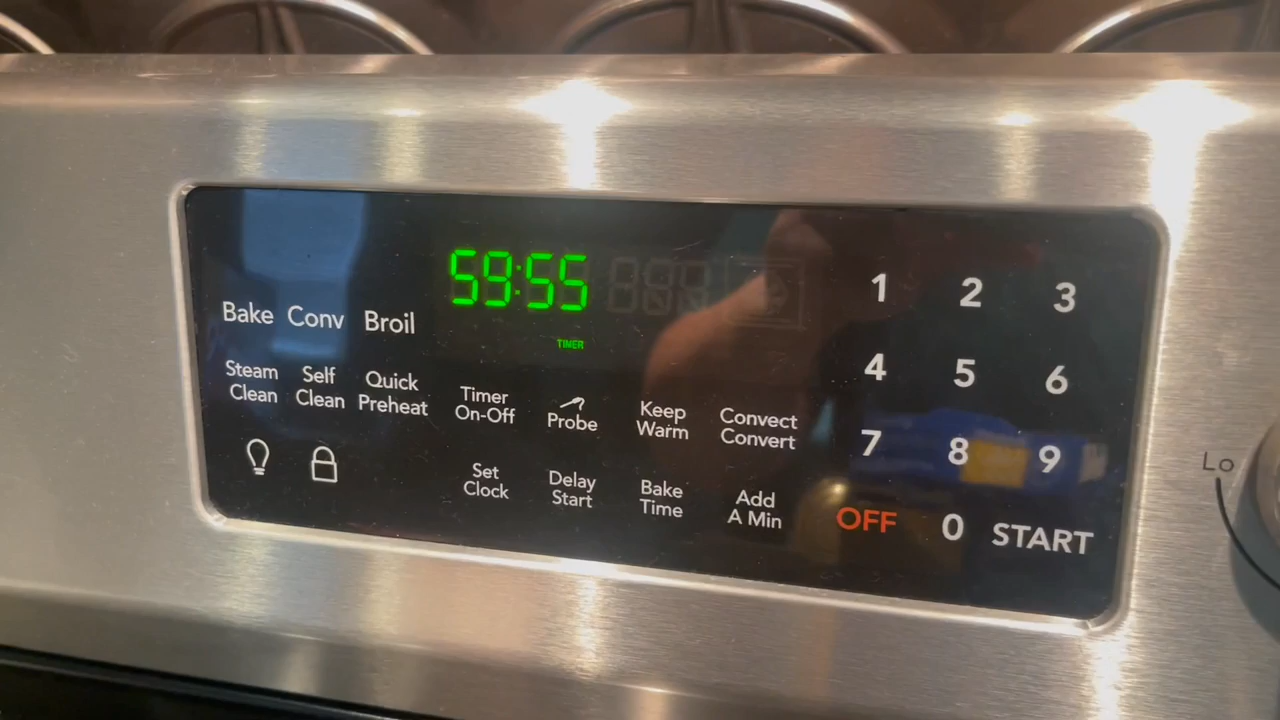 59:55
TIMER
1 2 3
Bake Conv Broil
4 5 6
Steam Clean
Self Clean
Quick Preheat
Timer On-Off
Probe
Keep Warm
Convect Convert
7 8 9
Set Clock
Delay Start
Bake Time
Add A Min
OFF 0 START
Lo